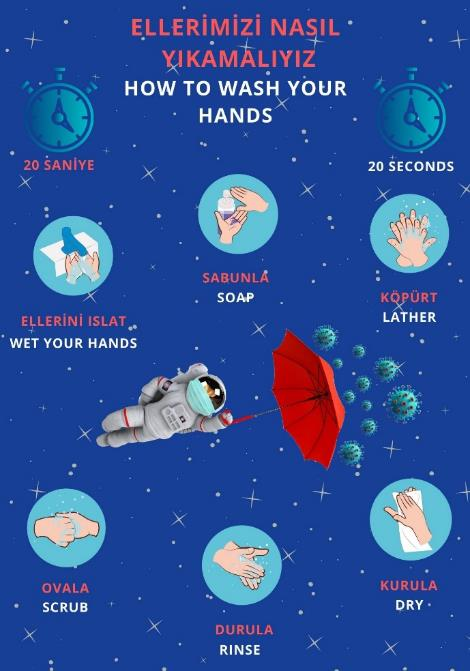 ELLERİMİZİ NASIL
YIKAMALIYIZ
HOW TO WASH YOUR
HANDS
20 SANİYE
20 SECONDS
SABUNLA
SOAP
KÖPÜRT
LATHER
ELLERİNİ ISLAT
WET YOUR HANDS
OVALA
SCRUB
KURULA
DRY
DURULA
RINSE